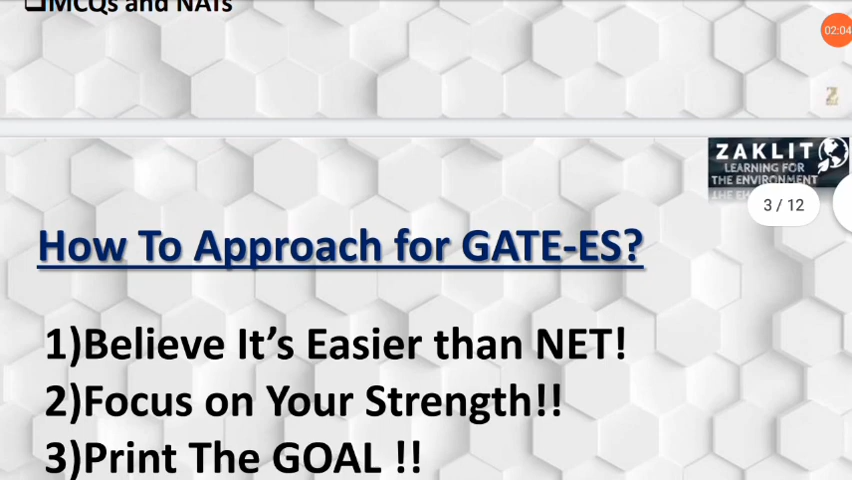 ❑MCQs and NATs
02:04
Z
ZAKLIT
LEARNING FOR
THE ENVIRONMENT
3 / 12
How To Approach for GATE-ES?
1)Believe It's Easier than NET!
2)Focus on Your Strength!!
3)Print The GOAL !!